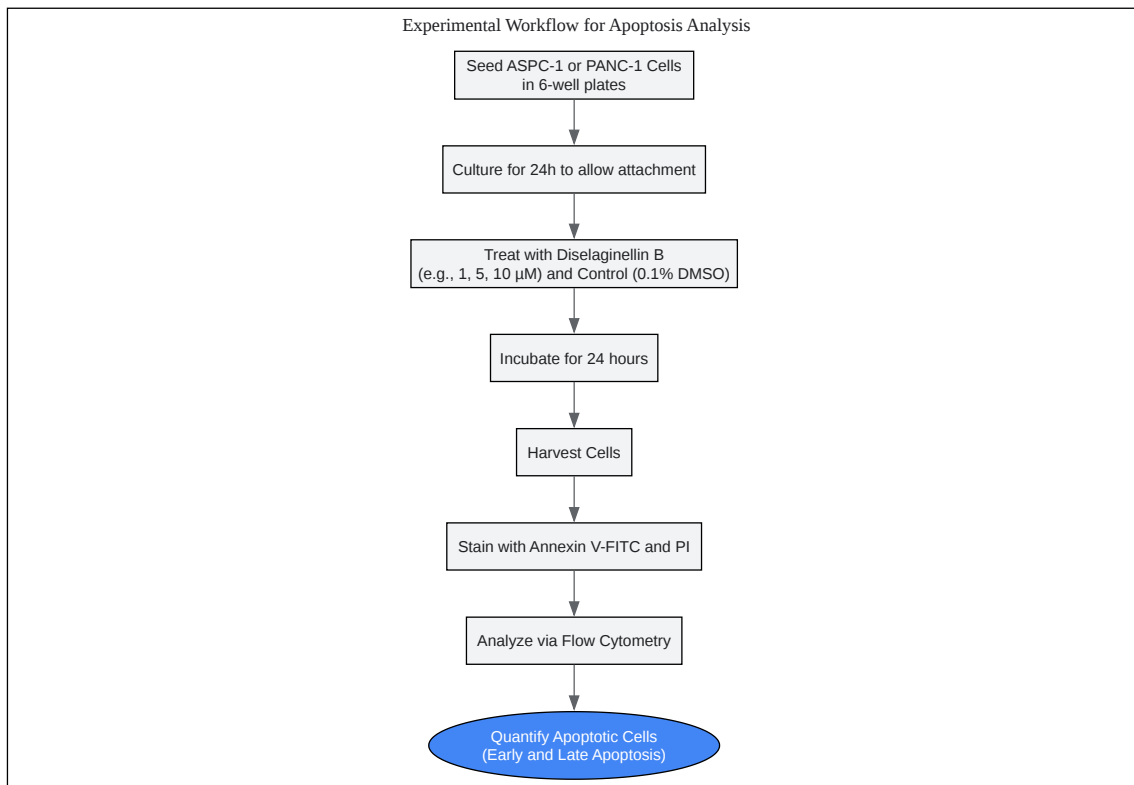 Experimental Workflow for Apoptosis Analysis
Seed ASPC-1 or PANC-1 Cells
in 6-well plates
Culture for 24h to allow attachment
Treat with Diselaginellin B
(e.g., 1, 5, 10 µM) and Control (0.1% DMSO)
Incubate for 24 hours
Harvest Cells
Stain with Annexin V-FITC and PI
Analyze via Flow Cytometry
Quantify Apoptotic Cells
(Early and Late Apoptosis)